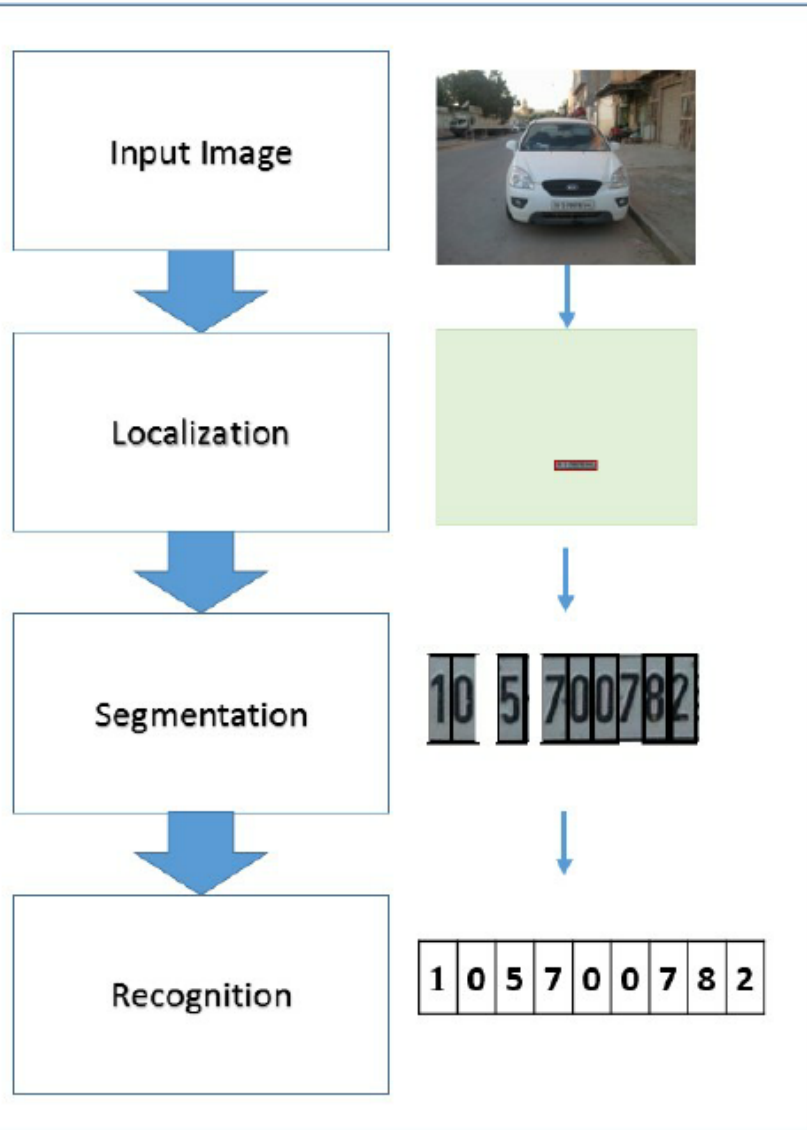 Input Image
Localization
Segmentation
10 5 700782
Recognition
1 0 5 7 0 0 7 8 2